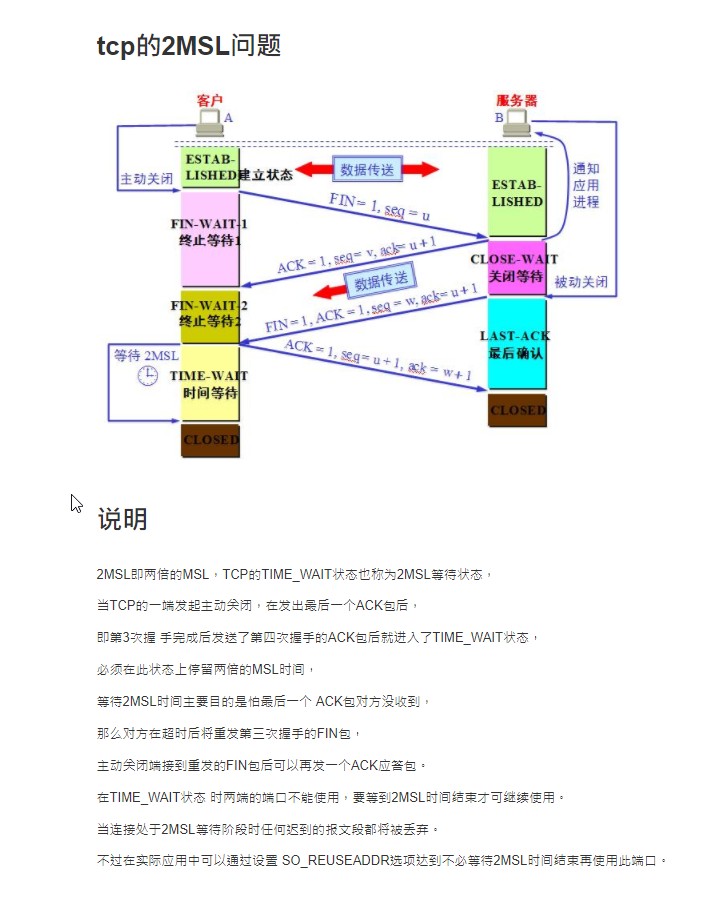 tcp的2MSL问题
客户
服务器
A
B
ESTAB-
LISHED
建立状态
数据传送
ESTAB-
LISHED
通知
应用
进程
主动关闭
FIN = 1, seq = u
FIN-WAIT-1
终止等待1
ACK = 1, seq= v, ack= u + 1
CLOSE-WAIT
关闭等待
数据传送
被动关闭
FIN-WAIT-2
终止等待2
FIN = 1, ACK = 1, seq = w, ack= u + 1
LAST-ACK
最后确认
等待 2MSL
ACK = 1, seq = u + 1, ack = w + 1
TIME-WAIT
时间等待
CLOSED
CLOSED
说明
2MSL即两倍的MSL，TCP的TIME_WAIT状态也称为2MSL等待状态，
当TCP的一端发起主动关闭，在发出最后一个ACK包后，
即第3次握 手完成后发送了第四次握手的ACK包后就进入了TIME_WAIT状态，
必须在此状态上停留两倍的MSL时间，
等待2MSL时间主要目的是怕最后一个 ACK包对方没收到，
那么对方在超时后将重发第三次握手的FIN包，
主动关闭端接到重发的FIN包后可以再发一个ACK应答包。
在TIME_WAIT状态 时两端的端口不能使用，要等到2MSL时间结束才可继续使用。
当连接处于2MSL等待阶段时任何迟到的报文段都将被丢弃。
不过在实际应用中可以通过设置 SO_REUSEADDR选项达到不必等待2MSL时间结束再使用此端口。